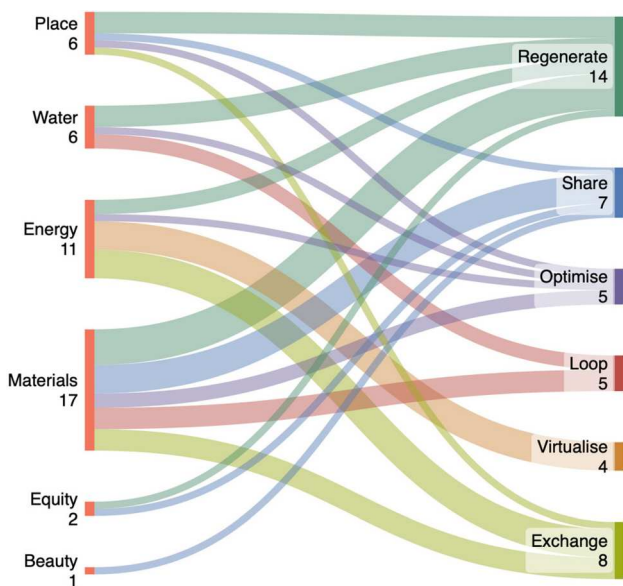 Place
6
Water
6
Energy
11
Materials
17
Equity
2
Beauty
1
Regenerate
14
Share
7
Optimise
5
Loop
5
Virtualise
4
Exchange
8